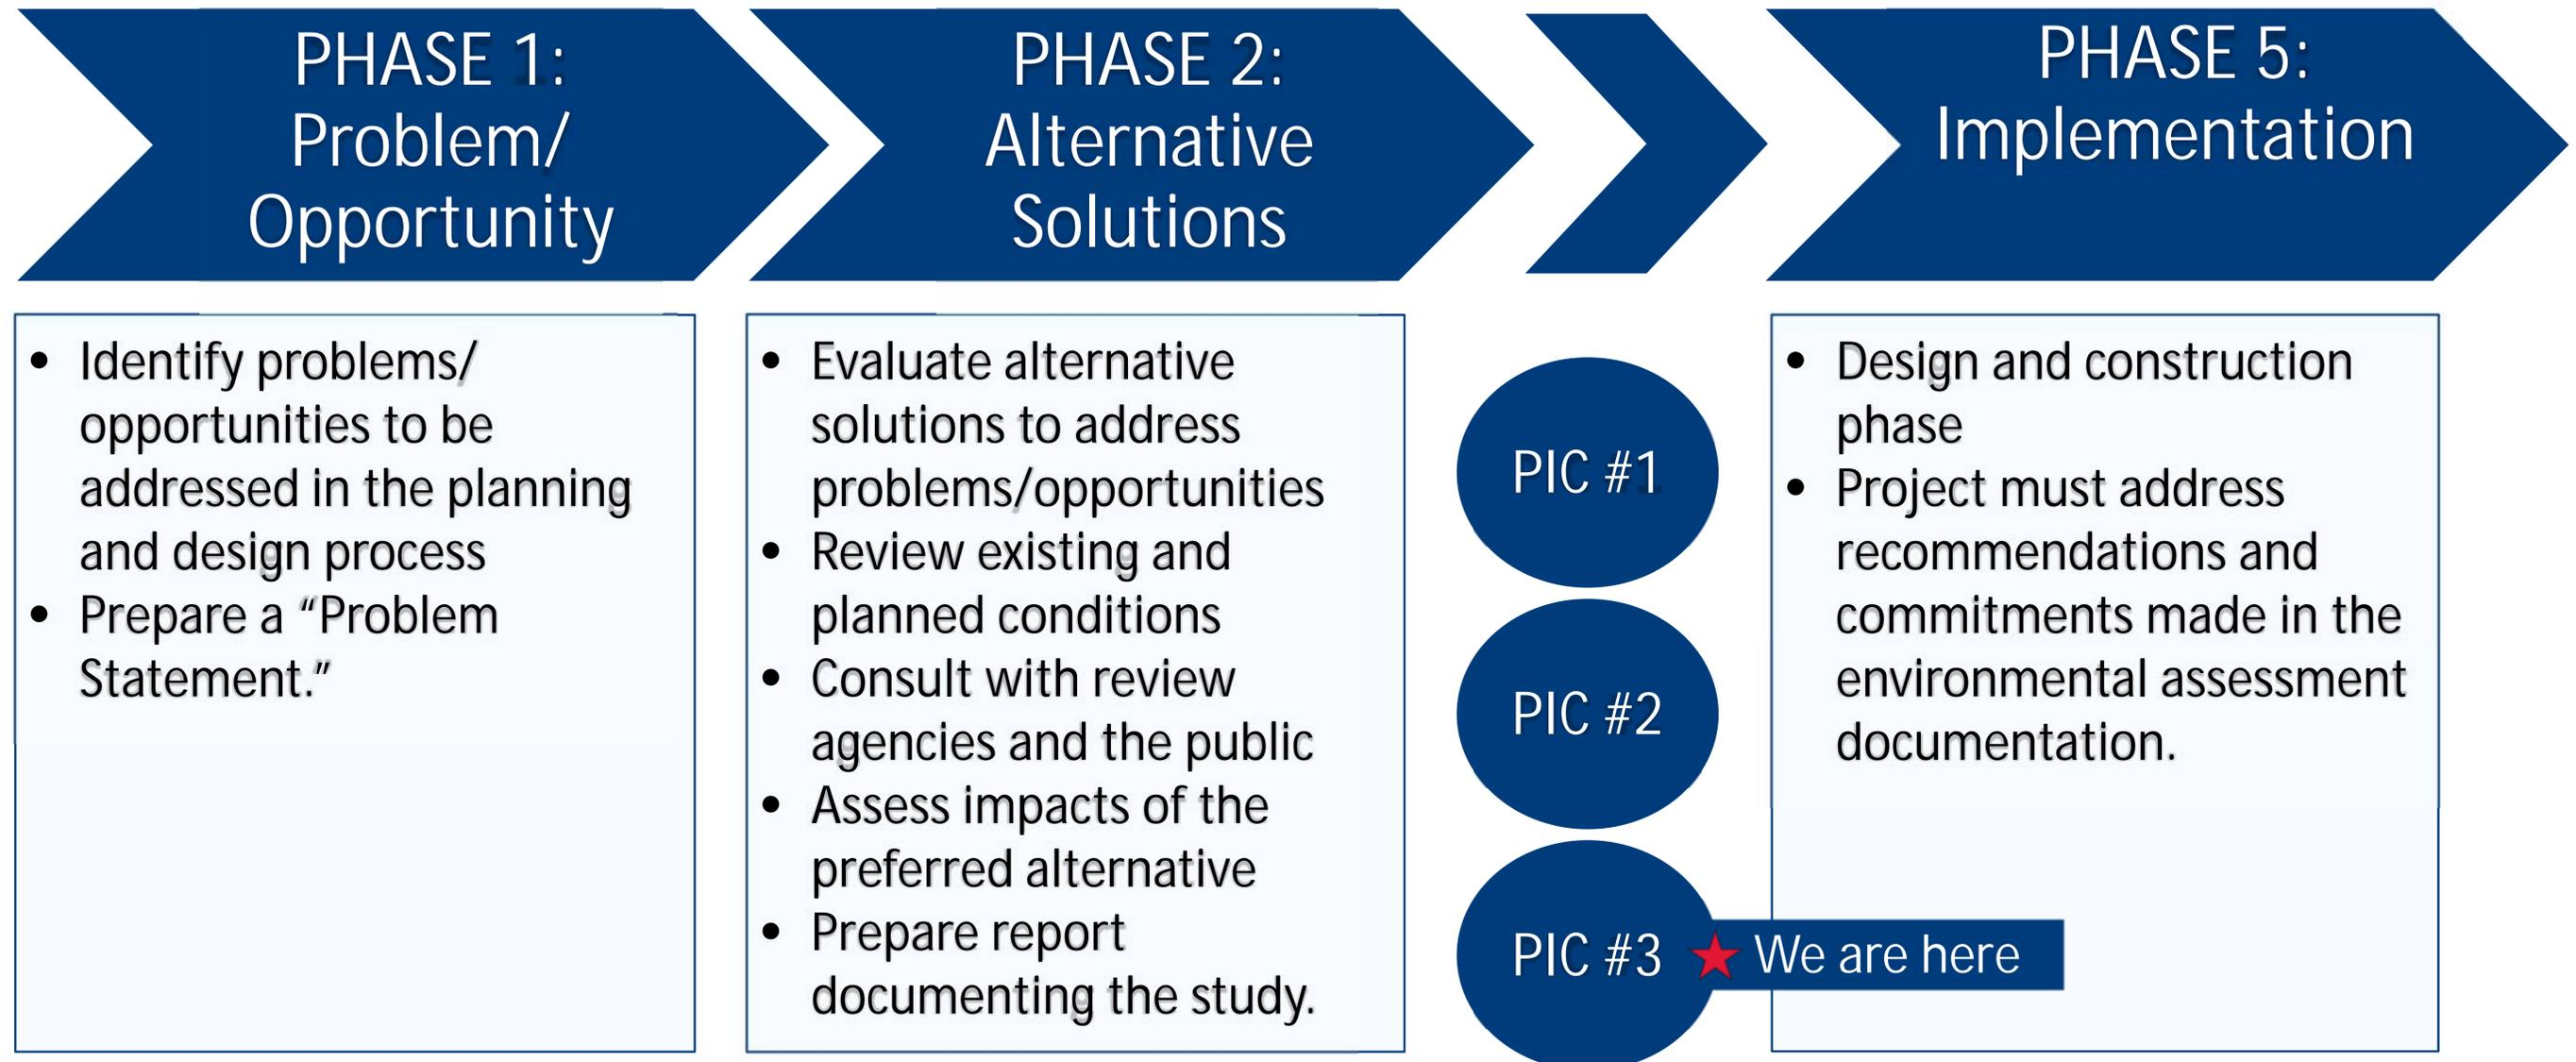 PHASE 1:
Problem/
Opportunity
PHASE 2:
Alternative
Solutions
PHASE 5:
Implementation
• Identify problems/
opportunities to be
addressed in the planning
and design process
• Prepare a “Problem
Statement.”
• Evaluate alternative
solutions to address
problems/opportunities
• Review existing and
planned conditions
• Consult with review
agencies and the public
• Assess impacts of the
preferred alternative
• Prepare report
documenting the study.
PIC #1
PIC #2
PIC #3
We are here
• Design and construction
phase
• Project must address
recommendations and
commitments made in the
environmental assessment
documentation.